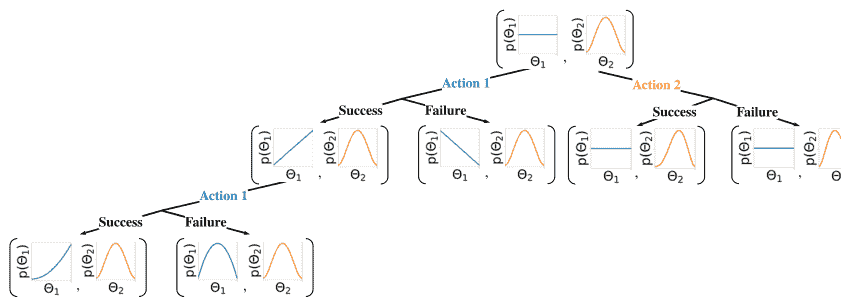 p(Θ1) Θ1 , p(Θ2) Θ2
Action 1 Action 2
Success Failure Success Failure
p(Θ1) Θ1 , p(Θ2) Θ2 p(Θ1) Θ1 , p(Θ2) Θ2 p(Θ1) Θ1 , p(Θ2) Θ2 p(Θ1) Θ1 , p(Θ2) Θ2
Action 1
Success Failure
p(Θ1) Θ1 , p(Θ2) Θ2 p(Θ1) Θ1 , p(Θ2) Θ2